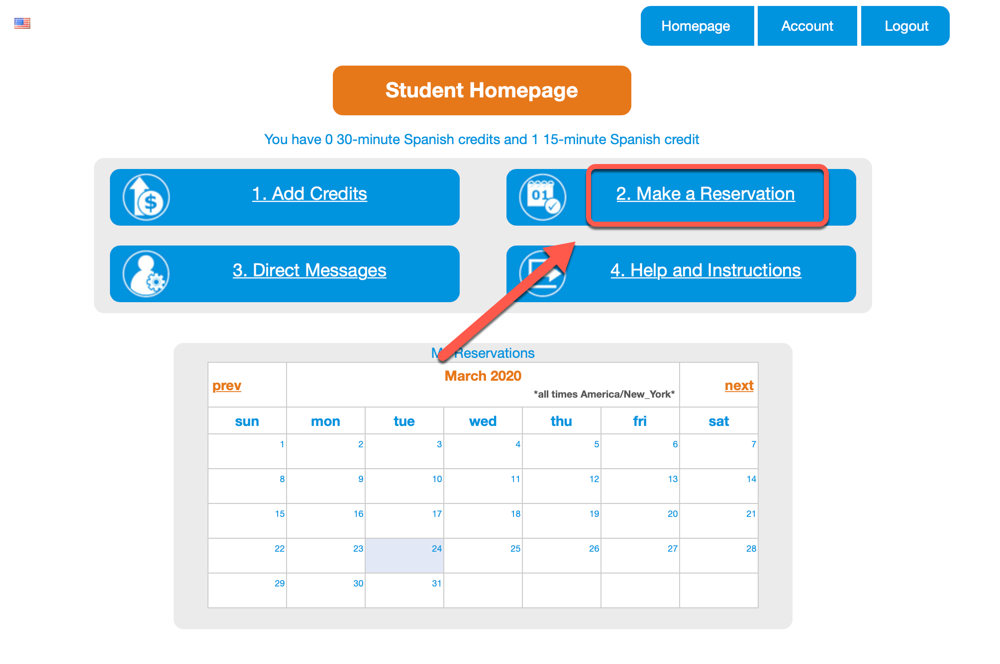 Homepage Account Logout
Student Homepage
You have 0 30-minute Spanish credits and 1 15-minute Spanish credit
1. Add Credits
01
2. Make a Reservation
3. Direct Messages
4. Help and Instructions
Reservations
prev
March 2020
*all times America/New_York*
next
sun mon tue wed thu fri sat
1 2 3 4 5 6 7
8 9 10 11 12 13 14
15 16 17 18 19 20 21
22 23 24 25 26 27 28
29 30 31